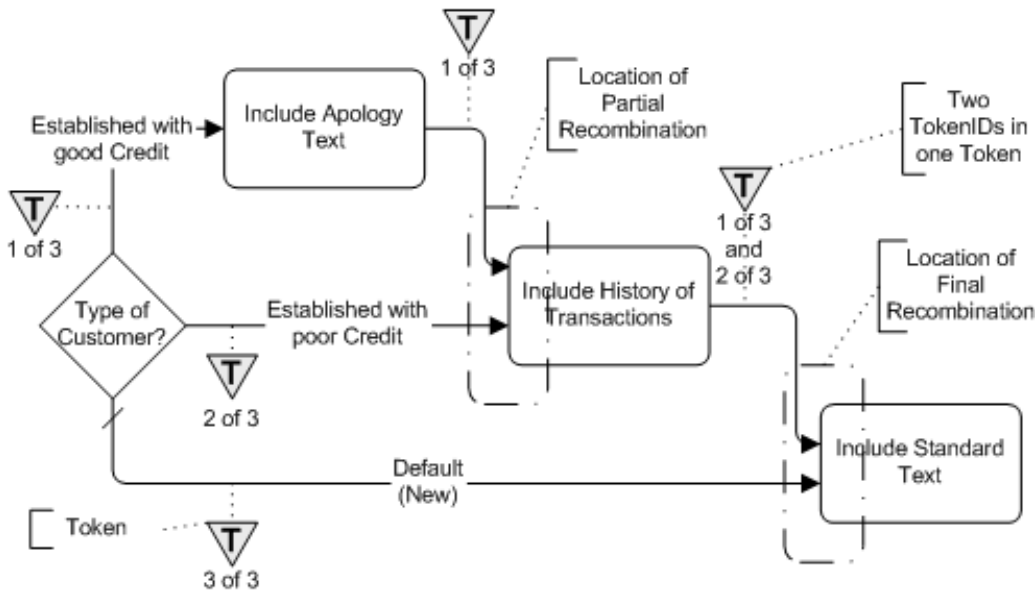 T
1 of 3
Include Apology
Text
Location of
Partial
Recombination
Two
TokenIDs in
one Token
Established with
good Credit
T
1 of 3
T
1 of 3
and
2 of 3
Location of
Final
Recombination
Type of
Customer?
Established with
poor Credit
Include History of
Transactions
T
2 of 3
Include Standard
Text
Default
(New)
Token
T
3 of 3